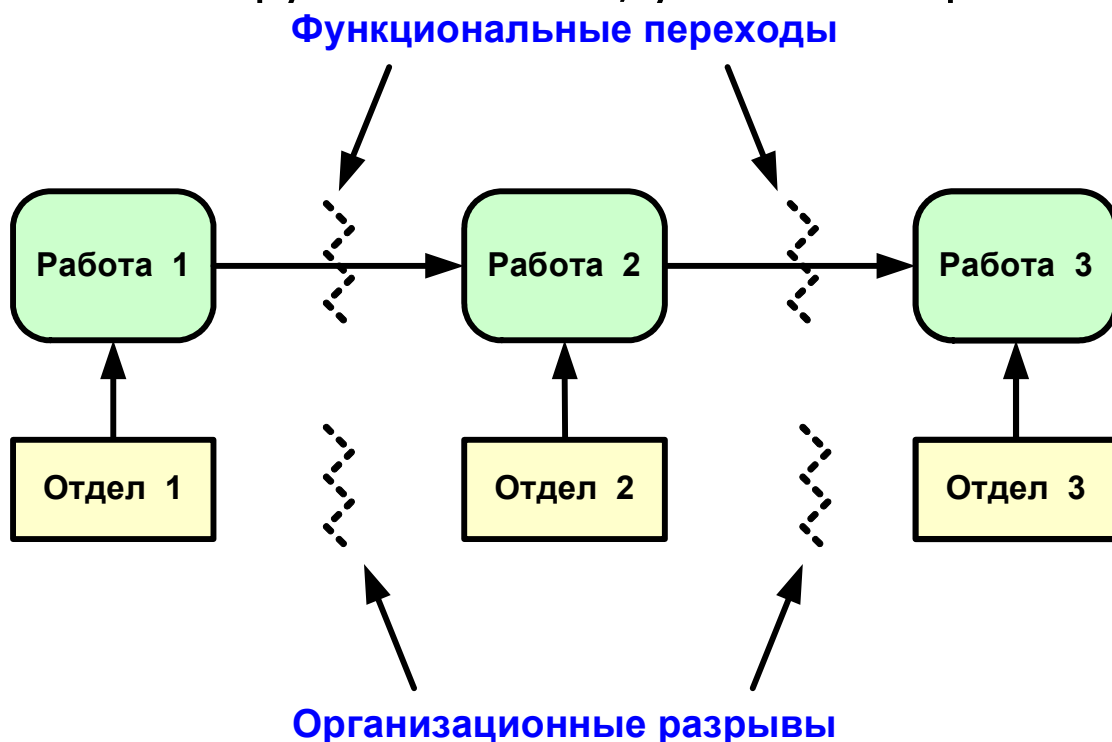 Функциональные переходы
Работа 1
Работа 2
Работа 3
Отдел 1
Отдел 2
Отдел 3
Организационные разрывы